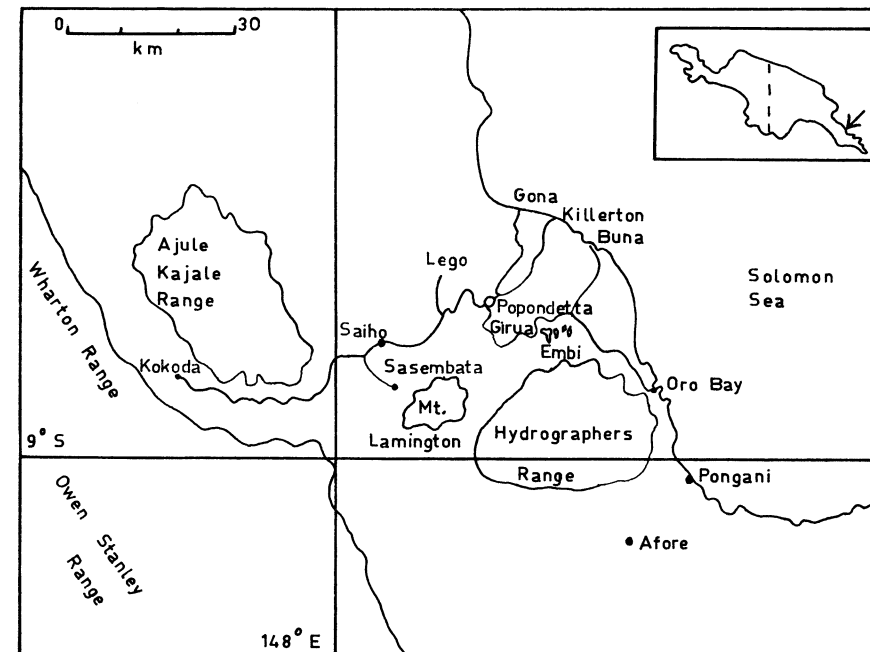 0 30
km
Gona
Killerton
Buna
Ajule
Kajale
Range
Lego
Solomon
Sea
Wharton Range
Popondetta
Girua
Saiho
Embi
Kokoda
Sasembata
Oro Bay
Mt.
Lamington
Hydrographers
Range
9° S
Pongani
Owen Stanley
Range
Afore
148° E